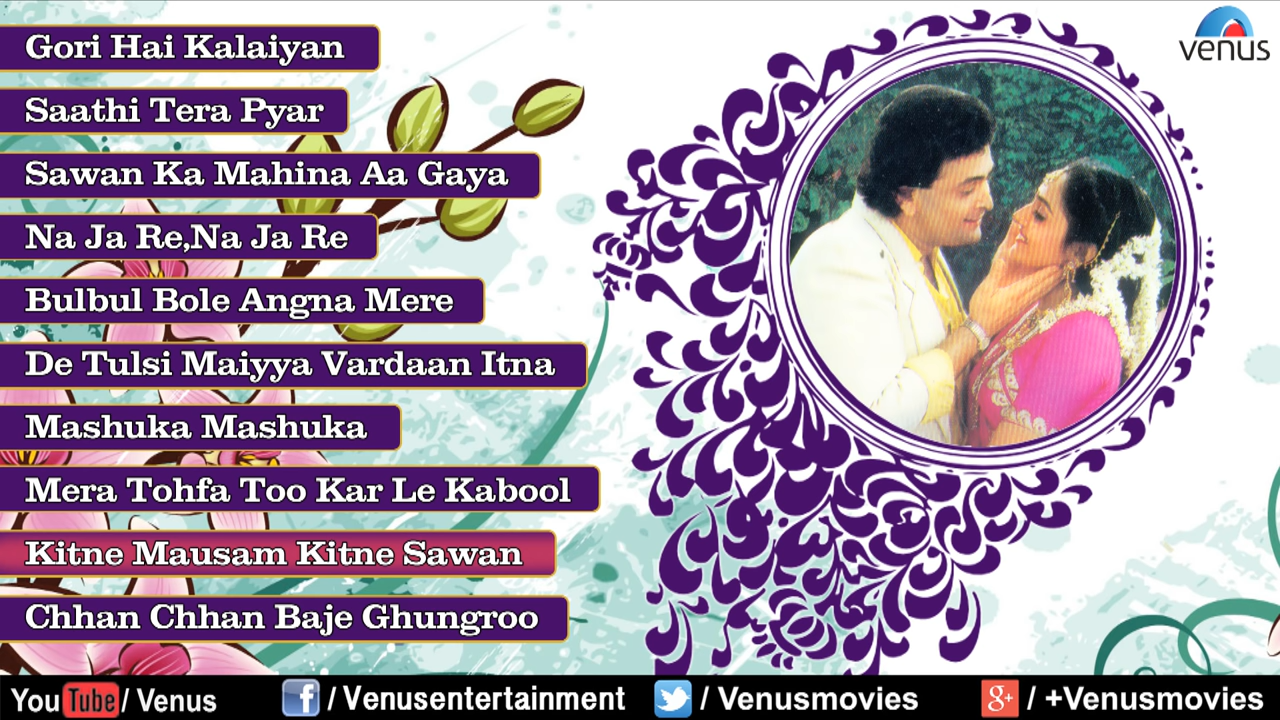 Gori Hai Kalaiyan
Saathi Tera Pyar
Sawan Ka Mahina Aa Gaya
Na Ja Re,Na Ja Re
Bulbul Bole Angna Mere
De Tulsi Maiyya Vardaan Itna
Mashuka Mashuka
Mera Tohfa Too Kar Le Kabool
Kitne Mausam Kitne Sawan
Chhan Chhan Baje Ghungroo
venus
YouTube / Venus
f / Venusentertainment
/ Venusmovies
g+ / +Venusmovies